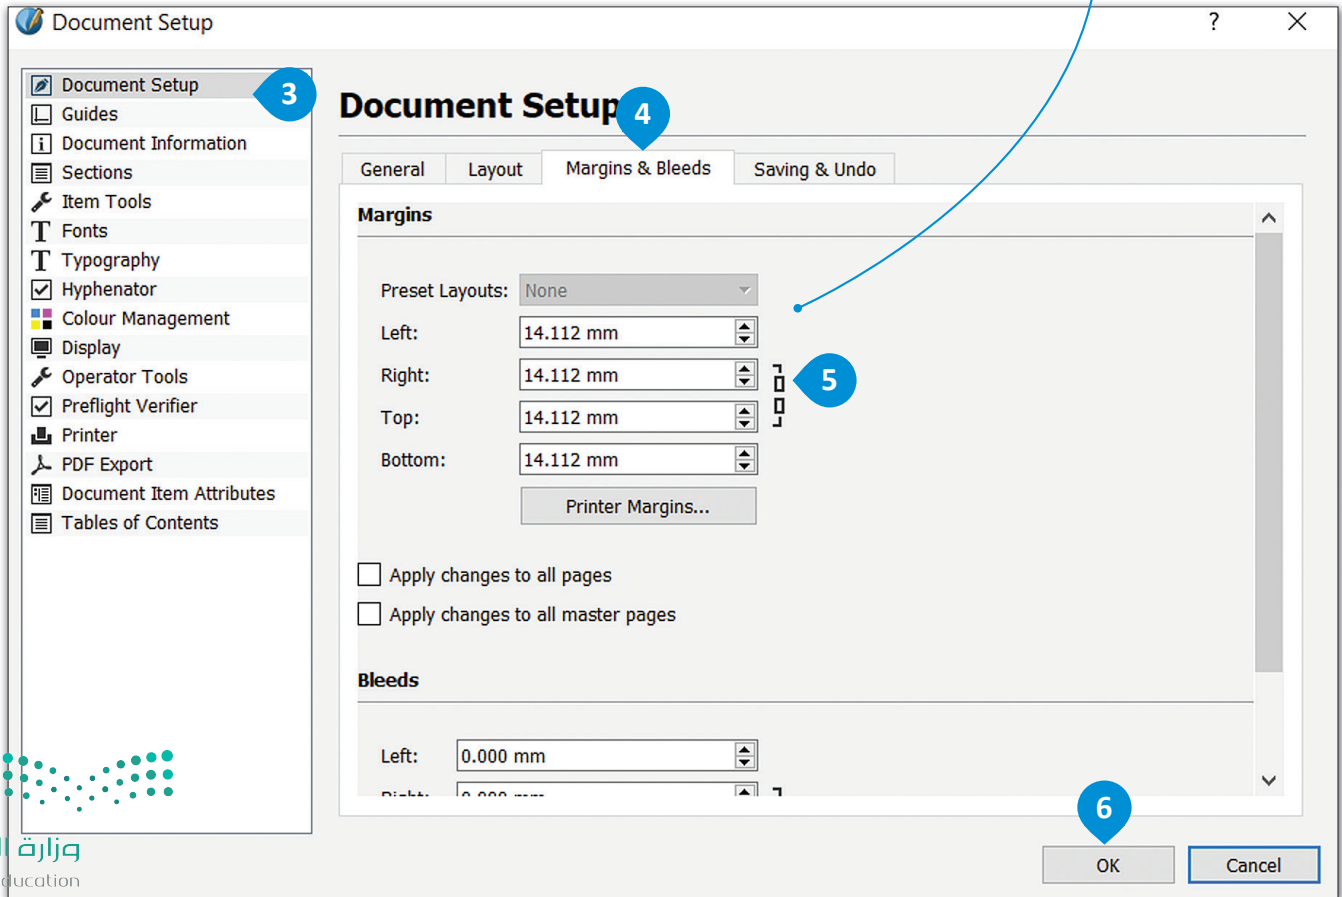 Document Setup
?
Document Setup
3
Guides
Document Information
Sections
Item Tools
Fonts
Typography
Hyphenator
Colour Management
Display
Operator Tools
Preflight Verifier
Printer
PDF Export
Document Item Attributes
Tables of Contents
Document Setup
4
General
Layout
Margins & Bleeds
Saving & Undo
Margins
Preset Layouts: None
Left: 14.112 mm
Right: 14.112 mm
5
Top: 14.112 mm
Bottom: 14.112 mm
Printer Margins...
Apply changes to all pages
Apply changes to all master pages
Bleeds
Left: 0.000 mm
Right: 0.000 mm
6
OK
Cancel
وزارة
ducation